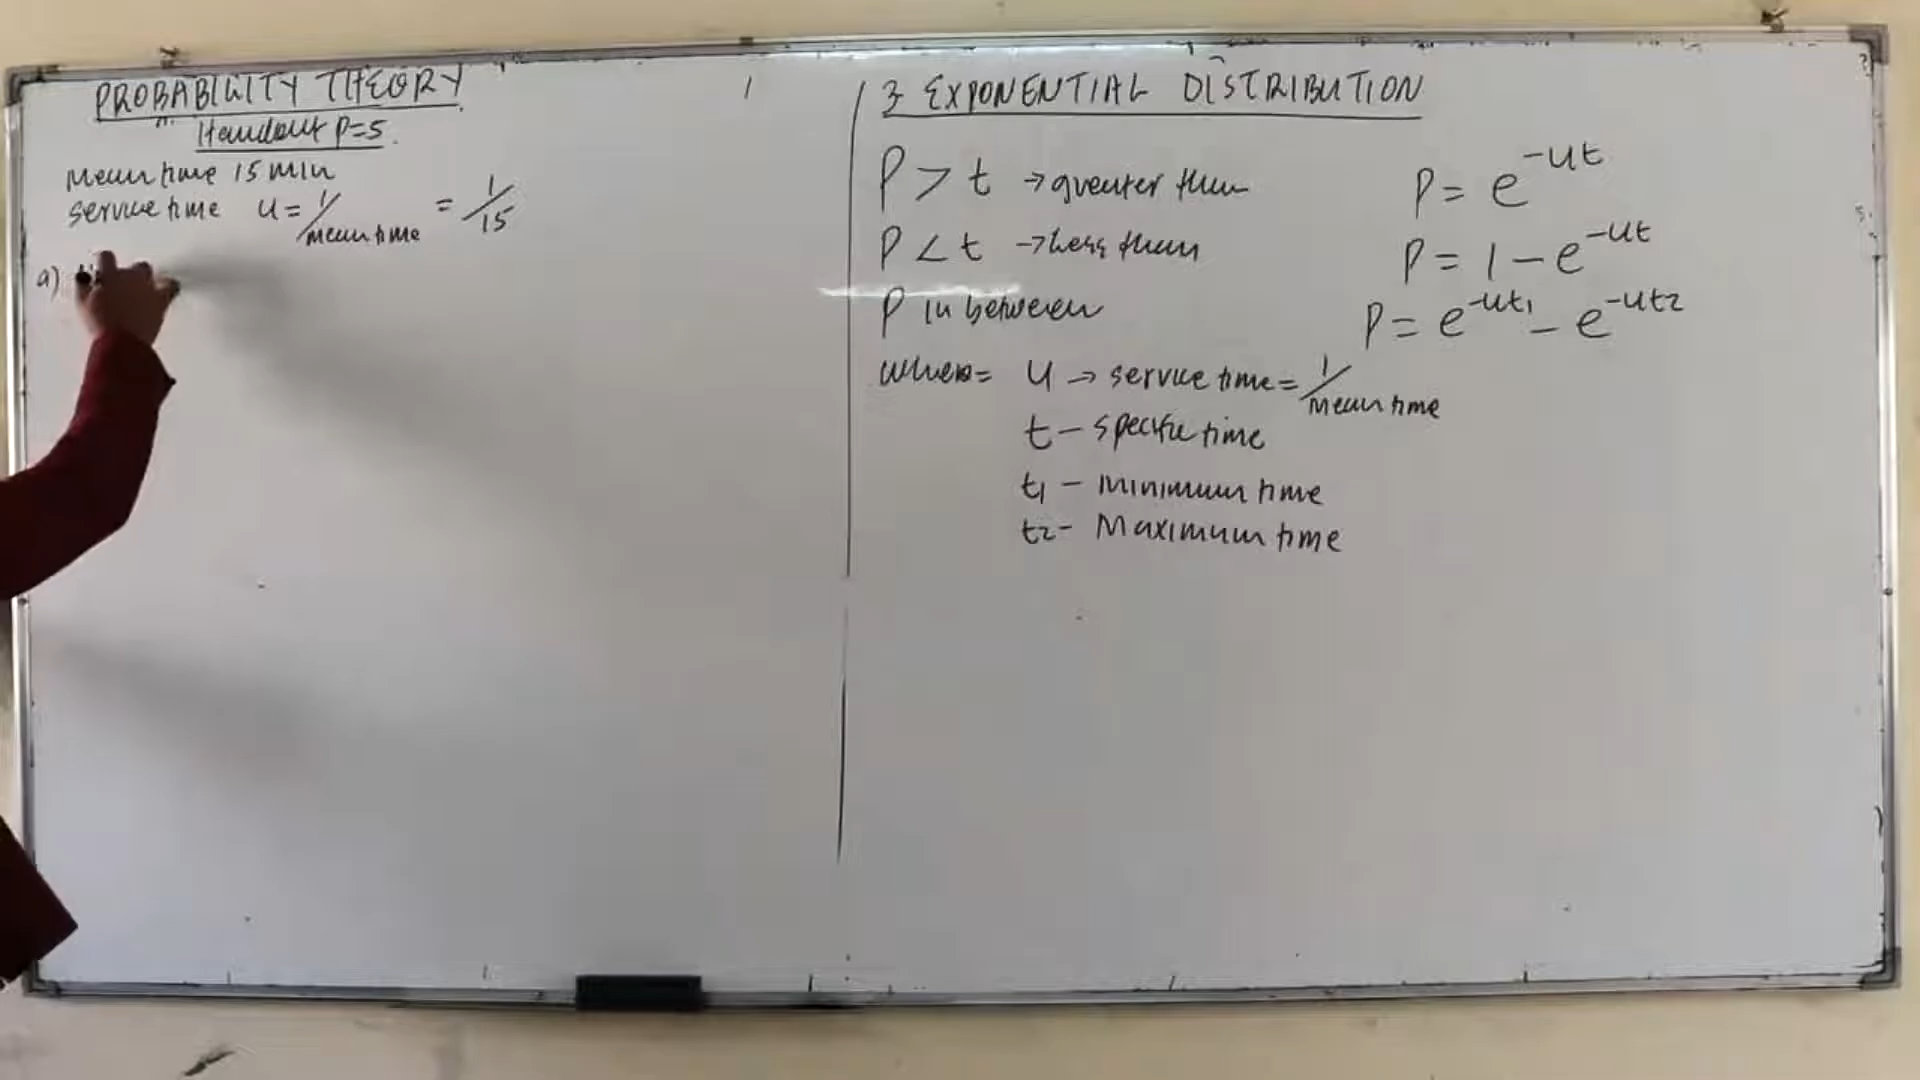 PROBABILITY THEORY
Handout P=5.
Mean time 15 min
service time u = 1/mean time = 1/15
a)
1
3 EXPONENTIAL DISTRIBUTION
P > t → greater than P = e^-ut
P < t → Less than P = 1 - e^-ut
P in between P = e^-ut1 - e^-ut2
where= u → service time = 1/mean time
t - specific time
t1 - minimum time
t2 - Maximum time